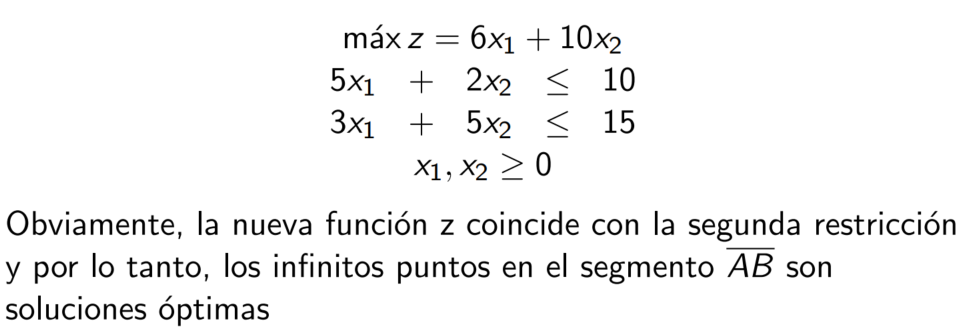 máx z = 6x₁ + 10x₂
5x₁ + 2x₂ ≤ 10
3x₁ + 5x₂ ≤ 15
x₁, x₂ ≥ 0
Obviamente, la nueva función z coincide con la segunda restricción
y por lo tanto, los infinitos puntos en el segmento A̅B̅ son
soluciones óptimas